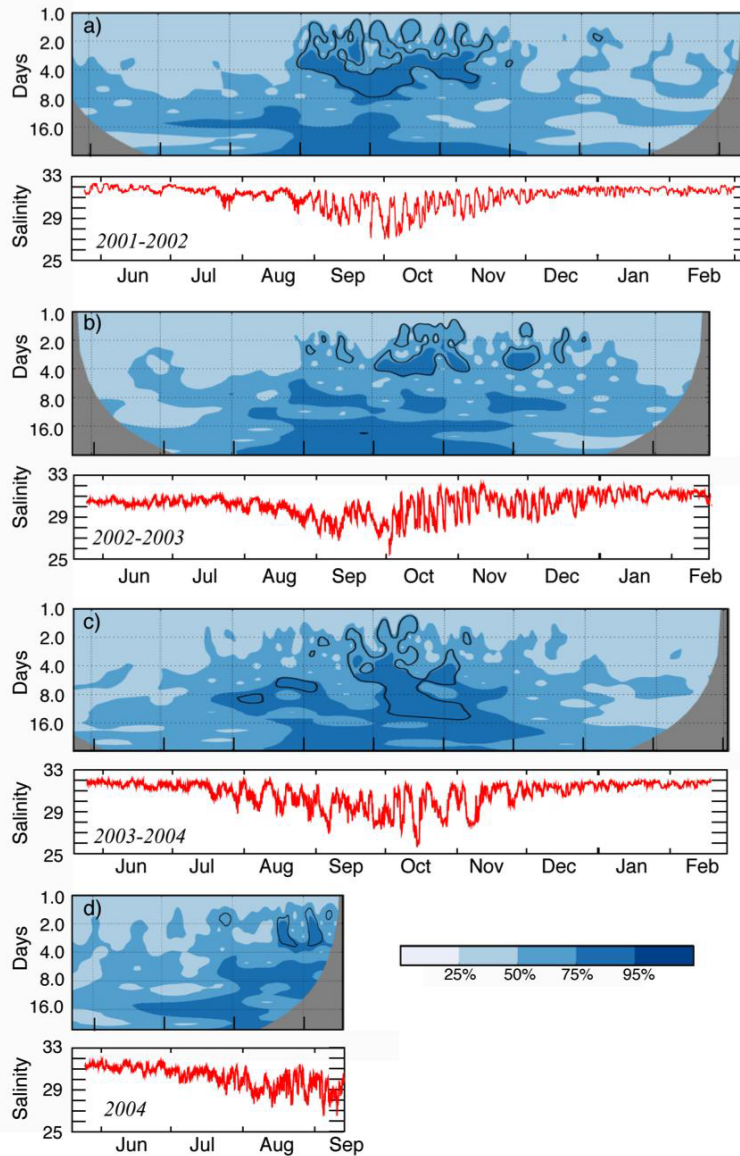 a)
Days
1.0
2.0
4.0
8.0
16.0
Salinity
33
29
25
2001-2002
Jun Jul Aug Sep Oct Nov Dec Jan Feb
b)
Days
1.0
2.0
4.0
8.0
16.0
Salinity
33
29
25
2002-2003
Jun Jul Aug Sep Oct Nov Dec Jan Feb
c)
Days
1.0
2.0
4.0
8.0
16.0
Salinity
33
29
25
2003-2004
Jun Jul Aug Sep Oct Nov Dec Jan Feb
d)
Days
1.0
2.0
4.0
8.0
16.0
25% 50% 75% 95%
Salinity
33
29
25
2004
Jun Jul Aug Sep